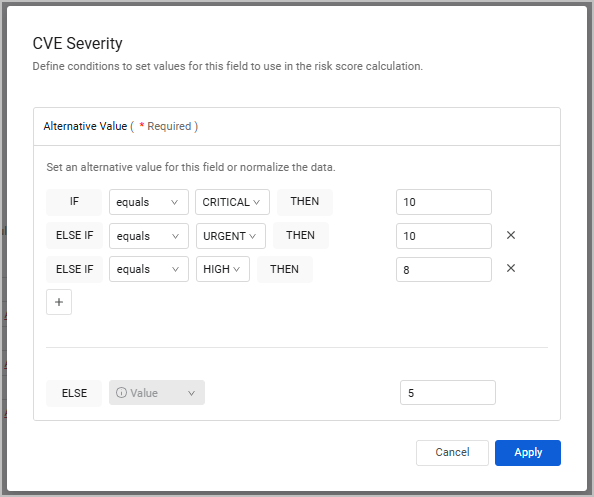 CVE Severity
Define conditions to set values for this field to use in the risk score calculation.
Alternative Value ( * Required )
Set an alternative value for this field or normalize the data.
IF equals CRITICAL THEN 10
ELSE IF equals URGENT THEN 10
ELSE IF equals HIGH THEN 8
ELSE Value 5
Cancel Apply